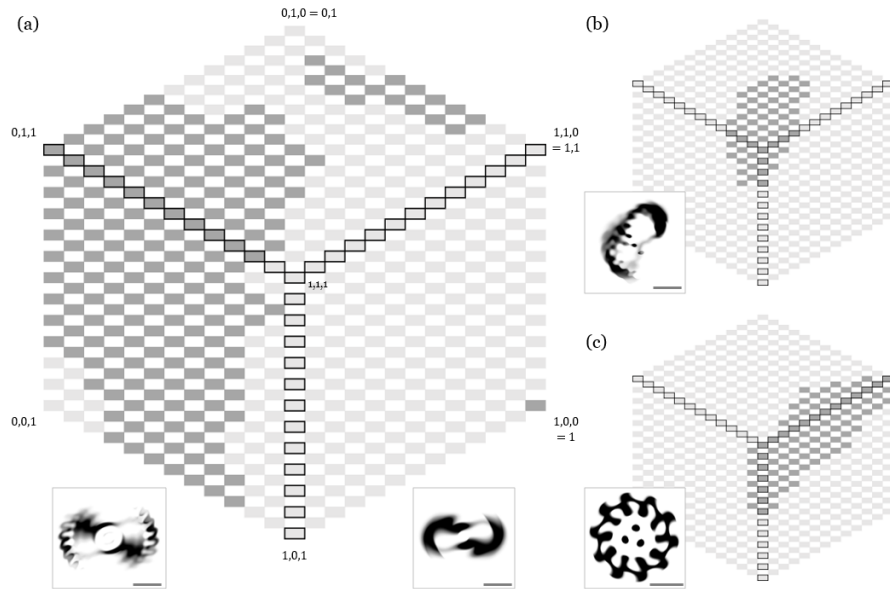 (a)
0,1,0 = 0,1
(b)
0,1,1
1,1,0
= 1,1
1,1,1
(c)
0,0,1
1,0,0
= 1
1,0,1